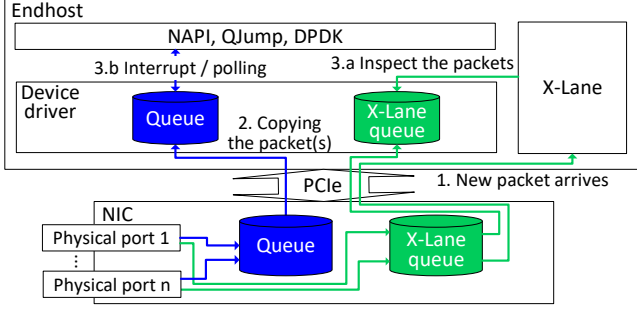 Endhost
NAPI, QJump, DPDK
3.b Interrupt / polling
3.a Inspect the packets
Device
driver
Queue
X-Lane
queue
X-Lane
2. Copying
the packet(s)
PCIe
1. New packet arrives
NIC
Physical port 1
⋮
Physical port n
Queue
X-Lane
queue